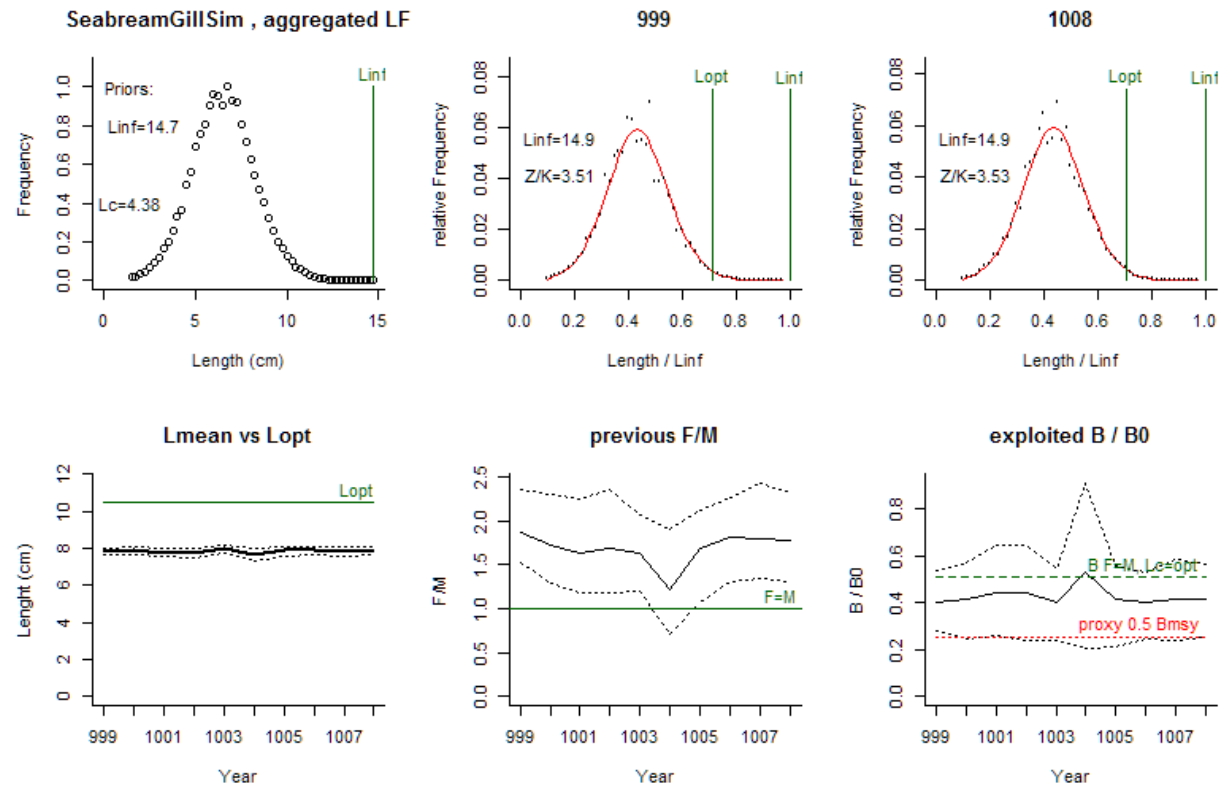 SeabreamGillSim , aggregated LF
Frequency
0.0 0.2 0.4 0.6 0.8 1.0
Priors:
Linf=14.7
Lc=4.38
Linf
0 5 10 15
Length (cm)
999
relative Frequency
0.00 0.02 0.04 0.06 0.08
Linf=14.9
Z/K=3.51
Lopt
Linf
0.0 0.2 0.4 0.6 0.8 1.0
Length / Linf
1008
relative Frequency
0.00 0.02 0.04 0.06 0.08
Linf=14.9
Z/K=3.53
Lopt
Linf
0.0 0.2 0.4 0.6 0.8 1.0
Length / Linf
Lmean vs Lopt
Lenght (cm)
0 2 4 6 8 10 12
Lopt
999 1001 1003 1005 1007
Year
previous F/M
F/M
0.0 0.5 1.0 1.5 2.0 2.5
F=M
999 1001 1003 1005 1007
Year
exploited B / B0
B / B0
0.0 0.2 0.4 0.6 0.8
B F=M, Lc=opt
proxy 0.5 Bmsy
999 1001 1003 1005 1007
Year